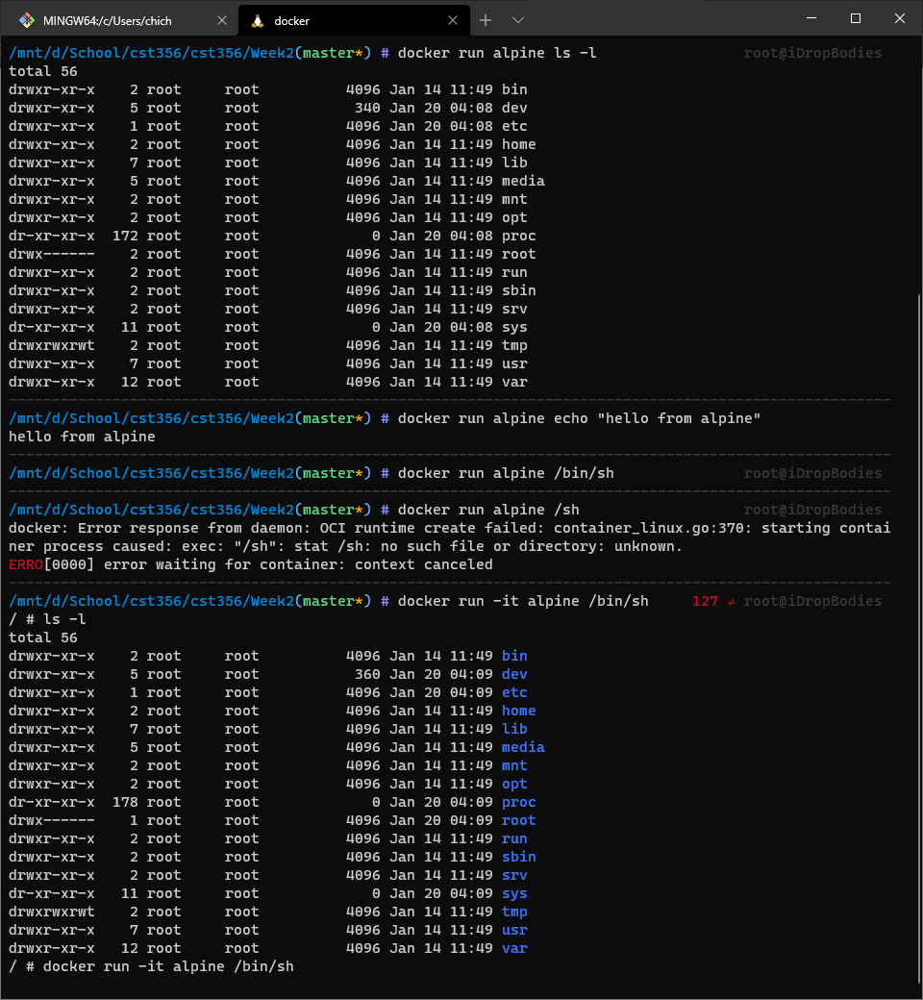 MINGW64:/c/Users/chich docker
/mnt/d/School/cst356/cst356/Week2(master*) # docker run alpine ls -l root@iDropBodies
total 56
drwxr-xr-x    2 root     root          4096 Jan 14 11:49 bin
drwxr-xr-x    5 root     root           340 Jan 20 04:08 dev
drwxr-xr-x    1 root     root          4096 Jan 20 04:08 etc
drwxr-xr-x    2 root     root          4096 Jan 14 11:49 home
drwxr-xr-x    7 root     root          4096 Jan 14 11:49 lib
drwxr-xr-x    5 root     root          4096 Jan 14 11:49 media
drwxr-xr-x    2 root     root          4096 Jan 14 11:49 mnt
drwxr-xr-x    2 root     root          4096 Jan 14 11:49 opt
dr-xr-xr-x  172 root     root             0 Jan 20 04:08 proc
drwx------    2 root     root          4096 Jan 14 11:49 root
drwxr-xr-x    2 root     root          4096 Jan 14 11:49 run
drwxr-xr-x    2 root     root          4096 Jan 14 11:49 sbin
drwxr-xr-x    2 root     root          4096 Jan 14 11:49 srv
dr-xr-xr-x   11 root     root             0 Jan 20 04:08 sys
drwxrwxrwt    2 root     root          4096 Jan 14 11:49 tmp
drwxr-xr-x    7 root     root          4096 Jan 14 11:49 usr
drwxr-xr-x   12 root     root          4096 Jan 14 11:49 var
/mnt/d/School/cst356/cst356/Week2(master*) # docker run alpine echo "hello from alpine"
hello from alpine
/mnt/d/School/cst356/cst356/Week2(master*) # docker run alpine /bin/sh root@iDropBodies
/mnt/d/School/cst356/cst356/Week2(master*) # docker run alpine /sh root@iDropBodies
docker: Error response from daemon: OCI runtime create failed: container_linux.go:370: starting contai
ner process caused: exec: "/sh": stat /sh: no such file or directory: unknown.
ERRO[0000] error waiting for container: context canceled
/mnt/d/School/cst356/cst356/Week2(master*) # docker run -it alpine /bin/sh 127 ↲ root@iDropBodies
/ # ls -l
total 56
drwxr-xr-x    2 root     root          4096 Jan 14 11:49 bin
drwxr-xr-x    5 root     root           360 Jan 20 04:09 dev
drwxr-xr-x    1 root     root          4096 Jan 20 04:09 etc
drwxr-xr-x    2 root     root          4096 Jan 14 11:49 home
drwxr-xr-x    7 root     root          4096 Jan 14 11:49 lib
drwxr-xr-x    5 root     root          4096 Jan 14 11:49 media
drwxr-xr-x    2 root     root          4096 Jan 14 11:49 mnt
drwxr-xr-x    2 root     root          4096 Jan 14 11:49 opt
dr-xr-xr-x  178 root     root             0 Jan 20 04:09 proc
drwx------    1 root     root          4096 Jan 20 04:09 root
drwxr-xr-x    2 root     root          4096 Jan 14 11:49 run
drwxr-xr-x    2 root     root          4096 Jan 14 11:49 sbin
drwxr-xr-x    2 root     root          4096 Jan 14 11:49 srv
dr-xr-xr-x   11 root     root             0 Jan 20 04:09 sys
drwxrwxrwt    2 root     root          4096 Jan 14 11:49 tmp
drwxr-xr-x    7 root     root          4096 Jan 14 11:49 usr
drwxr-xr-x   12 root     root          4096 Jan 14 11:49 var
/ # docker run -it alpine /bin/sh